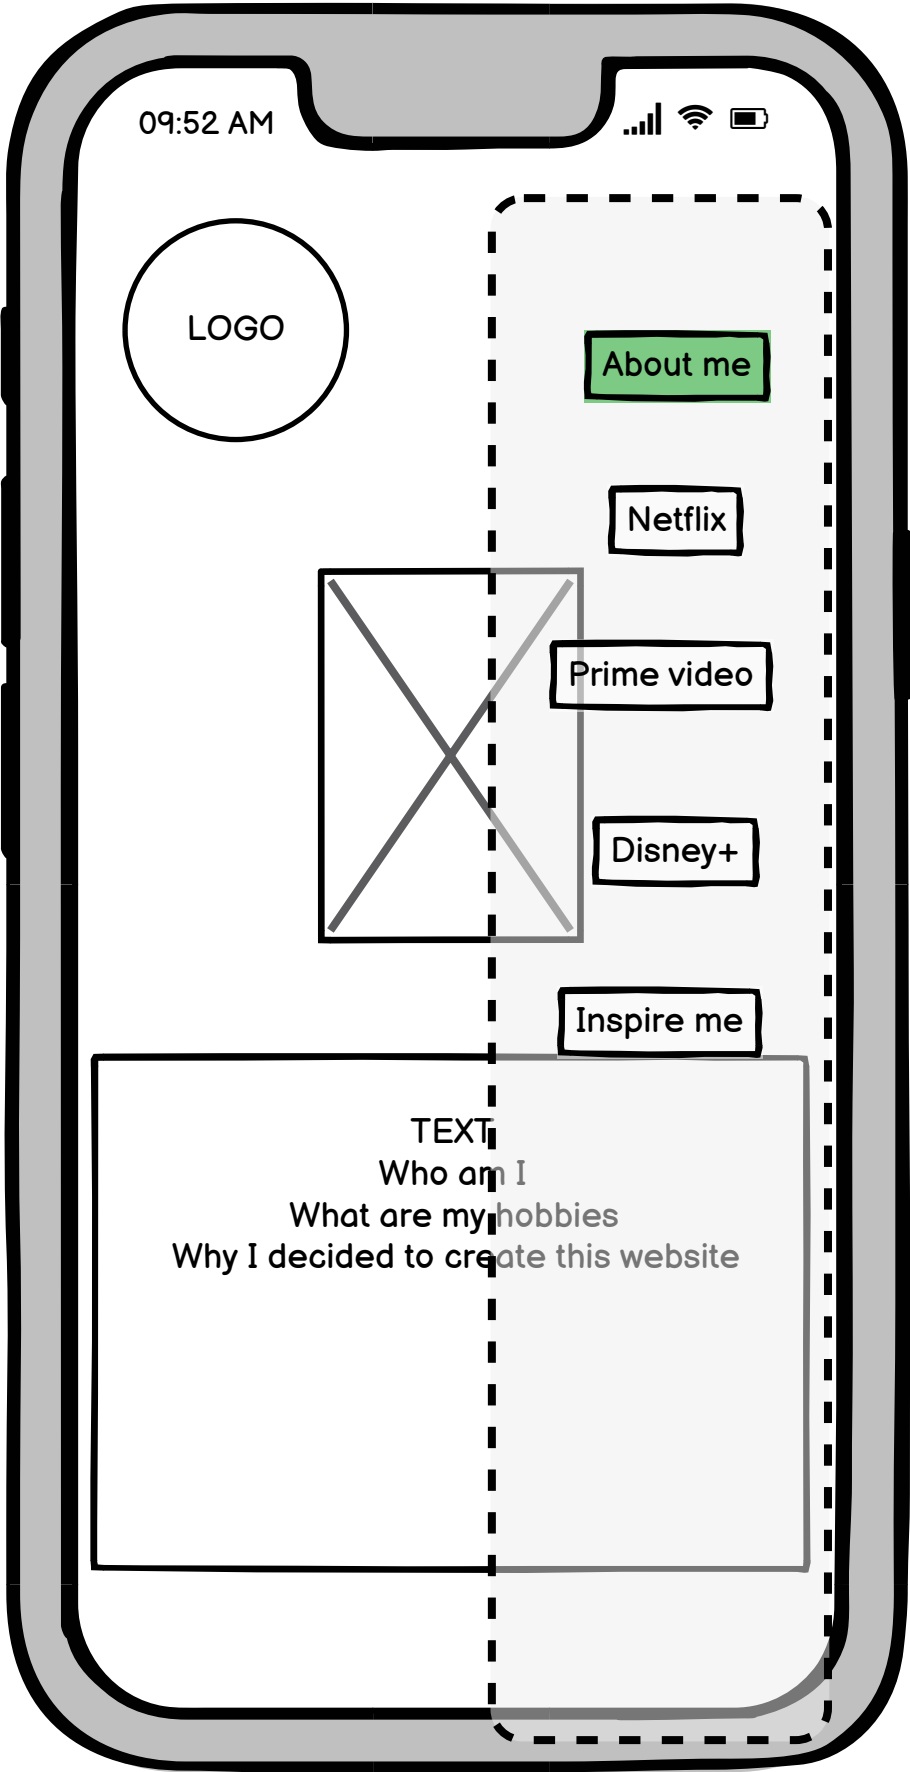 09:52 AM
LOGO
About me
Netflix
Prime video
Disney+
Inspire me
TEXT
Who am I
What are my hobbies
Why I decided to create this website